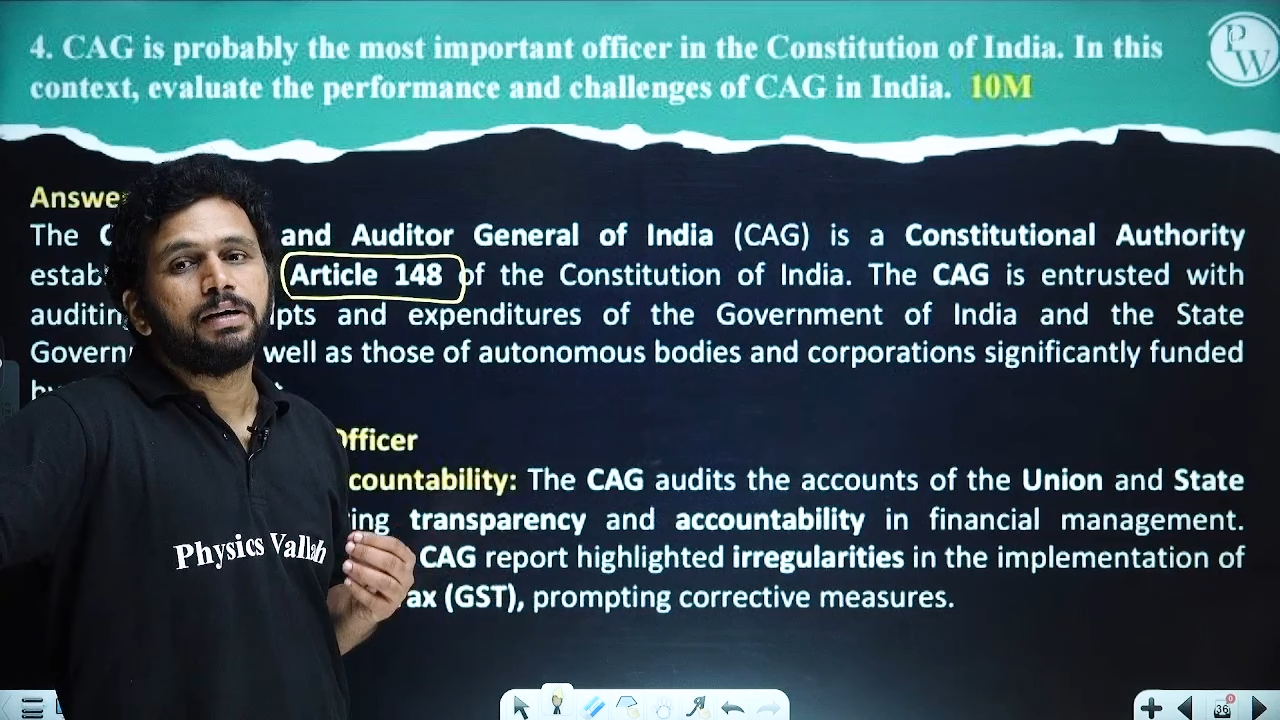 4. CAG is probably the most important officer in the Constitution of India. In this
context, evaluate the performance and challenges of CAG in India. 10M
PW
Answe
The C and Auditor General of India (CAG) is a Constitutional Authority
estab Article 148 of the Constitution of India. The CAG is entrusted with
auditing pts and expenditures of the Government of India and the State
Govern well as those of autonomous bodies and corporations significantly funded
by
Officer
countability: The CAG audits the accounts of the Union and State
ing transparency and accountability in financial management.
CAG report highlighted irregularities in the implementation of
ax (GST), prompting corrective measures.
Physics Wallah
36